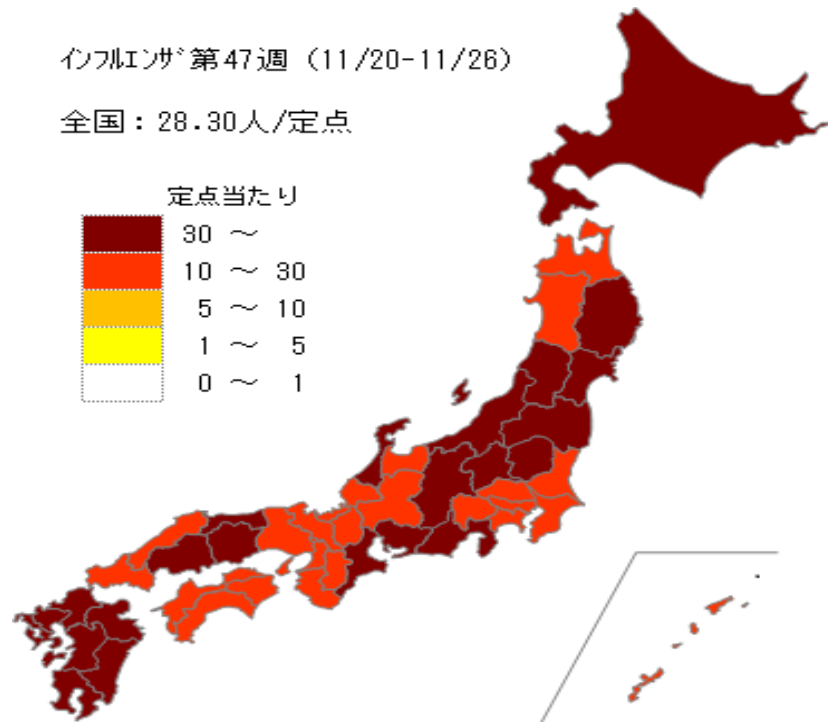 インフルエンザ第47週 (11/20-11/26)
全国：28.30人/定点
定点当たり
30 ～
10 ～ 30
5 ～ 10
1 ～ 5
0 ～ 1